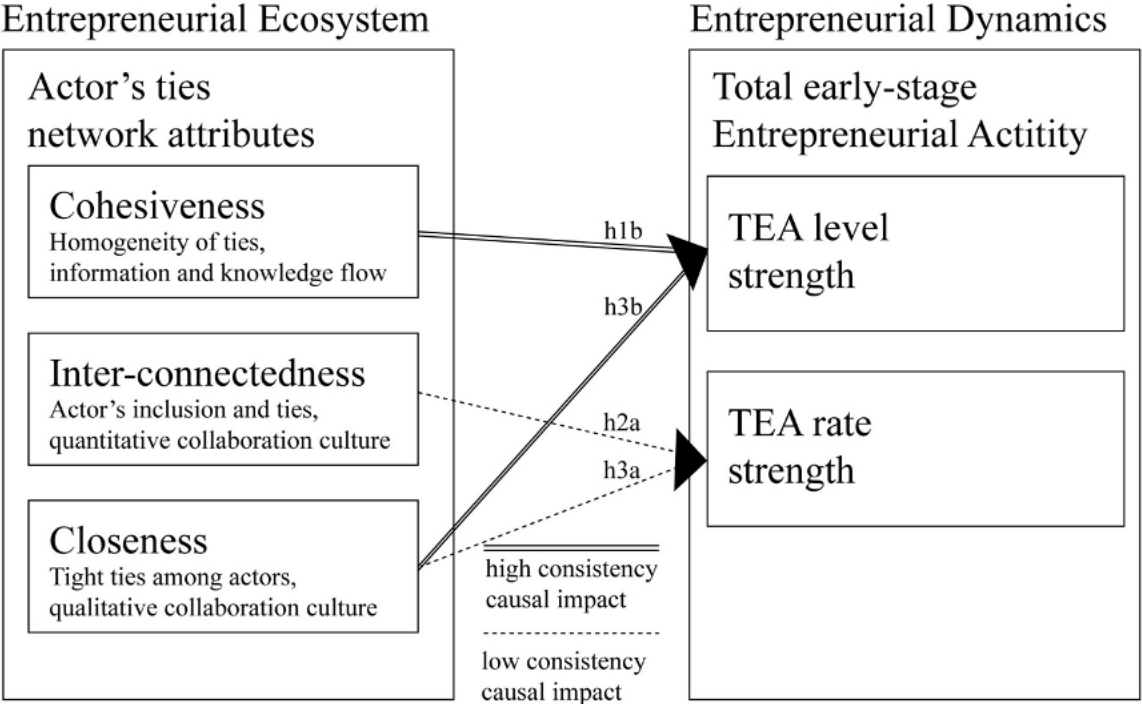 Entrepreneurial Ecosystem
Actor's ties
network attributes
Cohesiveness
Homogeneity of ties,
information and knowledge flow
Inter-connectedness
Actor's inclusion and ties,
quantitative collaboration culture
Closeness
Tight ties among actors,
qualitative collaboration culture
h1b
h3b
h2a
h3a
high consistency
causal impact
low consistency
causal impact
Entrepreneurial Dynamics
Total early-stage
Entrepreneurial Actitity
TEA level
strength
TEA rate
strength